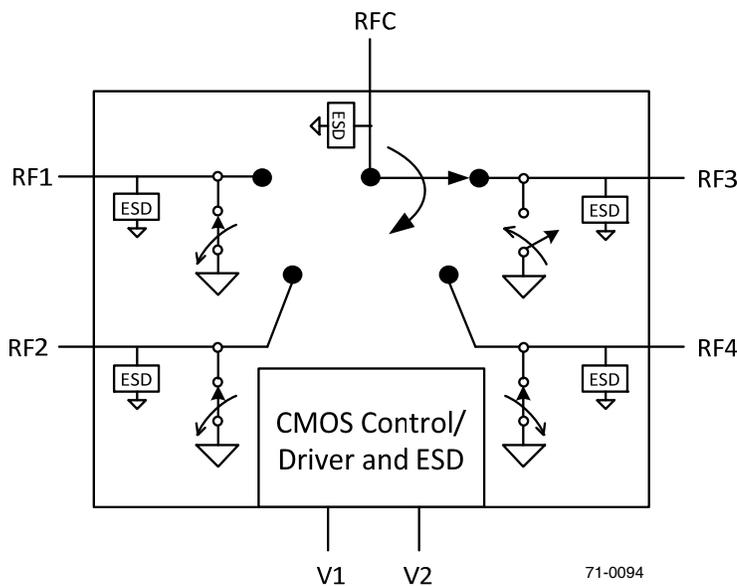 RFC
ESD
RF1
RF3
ESD
ESD
RF2
RF4
ESD
ESD
CMOS Control/
Driver and ESD
V1
V2
71-0094